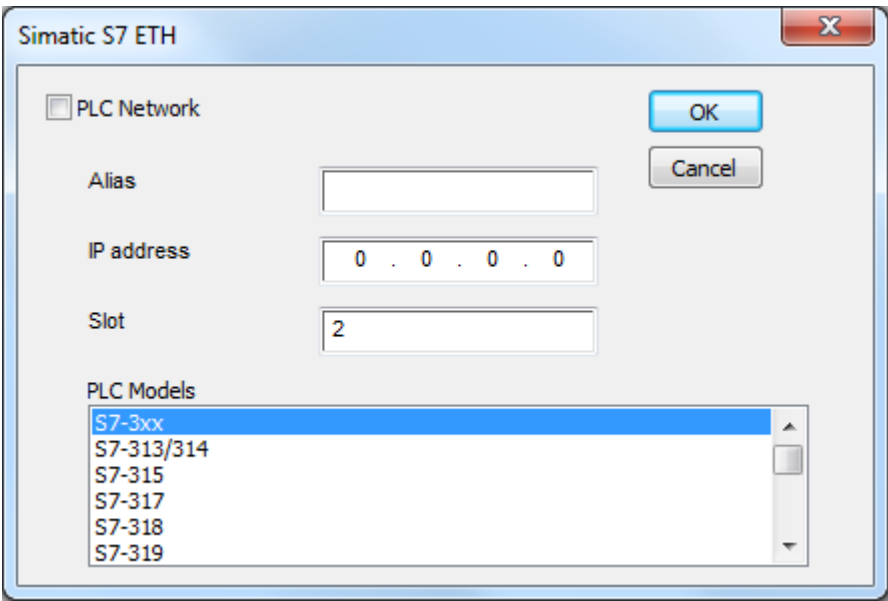 Simatic S7 ETH
PLC Network
OK
Cancel
Alias
IP address
0 . 0 . 0 . 0
Slot
2
PLC Models
S7-3xx
S7-313/314
S7-315
S7-317
S7-318
S7-319